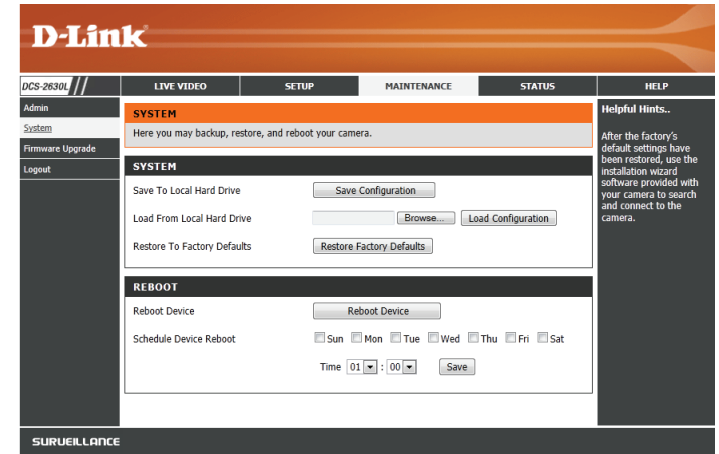 D-Link
DCS-2630L
LIVE VIDEO
SETUP
MAINTENANCE
STATUS
HELP
Admin
System
Firmware Upgrade
Logout
SYSTEM
Here you may backup, restore, and reboot your camera.
SYSTEM
Save To Local Hard Drive
Save Configuration
Load From Local Hard Drive
Browse...
Load Configuration
Restore To Factory Defaults
Restore Factory Defaults
REBOOT
Reboot Device
Reboot Device
Schedule Device Reboot
Sun Mon Tue Wed Thu Fri Sat
Time 01 : 00
Save
Helpful Hints..
After the factory's
default settings have
been restored, use the
installation wizard
software provided with
your camera to search
and connect to the
camera.
SURVEILLANCE